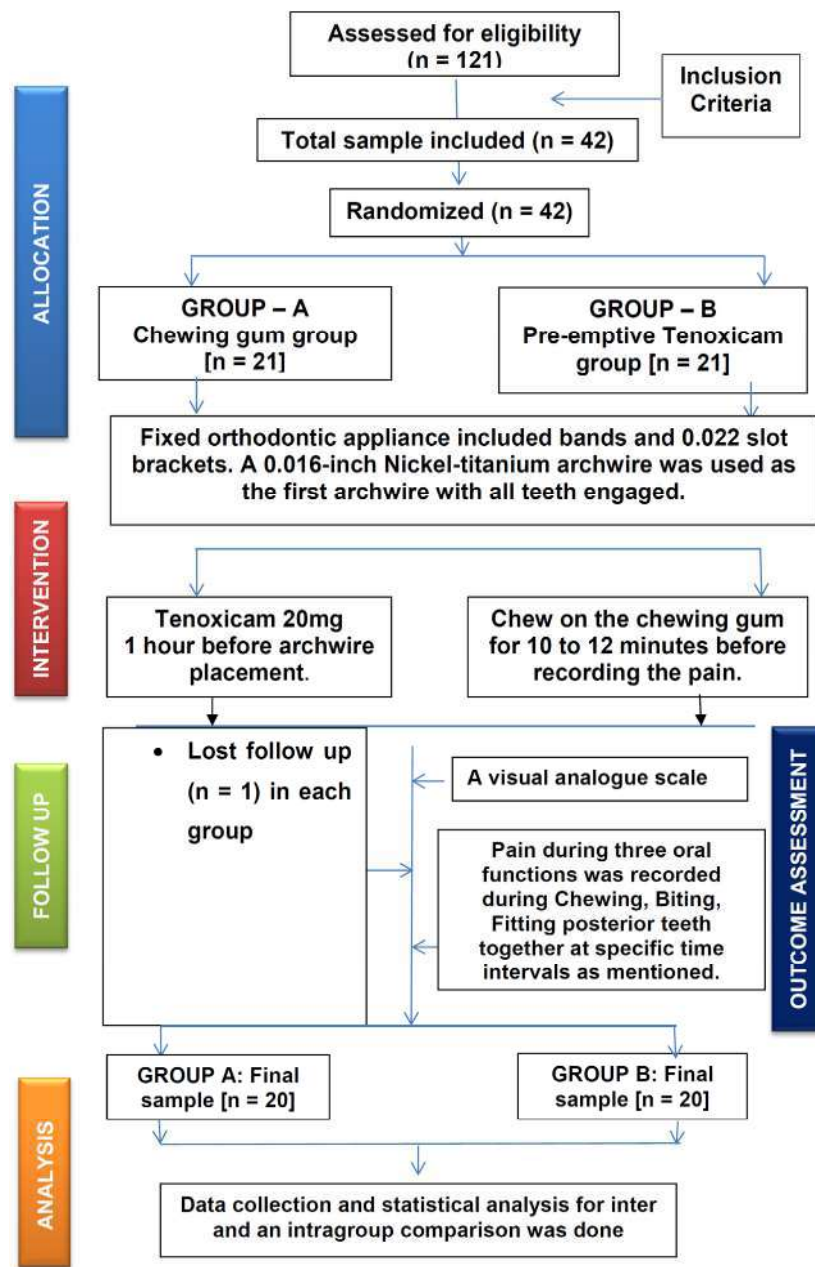 Assessed for eligibility
(n = 121)
Inclusion
Criteria
Total sample included (n = 42)
Randomized (n = 42)
ALLOCATION
GROUP – A
Chewing gum group
[n = 21]
GROUP – B
Pre-emptive Tenoxicam
group [n = 21]
Fixed orthodontic appliance included bands and 0.022 slot
brackets. A 0.016-inch Nickel-titanium archwire was used as
the first archwire with all teeth engaged.
INTERVENTION
Tenoxicam 20mg
1 hour before archwire
placement.
Chew on the chewing gum
for 10 to 12 minutes before
recording the pain.
FOLLOW UP
• Lost follow up
(n = 1) in each
group
A visual analogue scale
Pain during three oral
functions was recorded
during Chewing, Biting,
Fitting posterior teeth
together at specific time
intervals as mentioned.
OUTCOME ASSESSMENT
ANALYSIS
GROUP A: Final
sample [n = 20]
GROUP B: Final
sample [n = 20]
Data collection and statistical analysis for inter
and an intragroup comparison was done